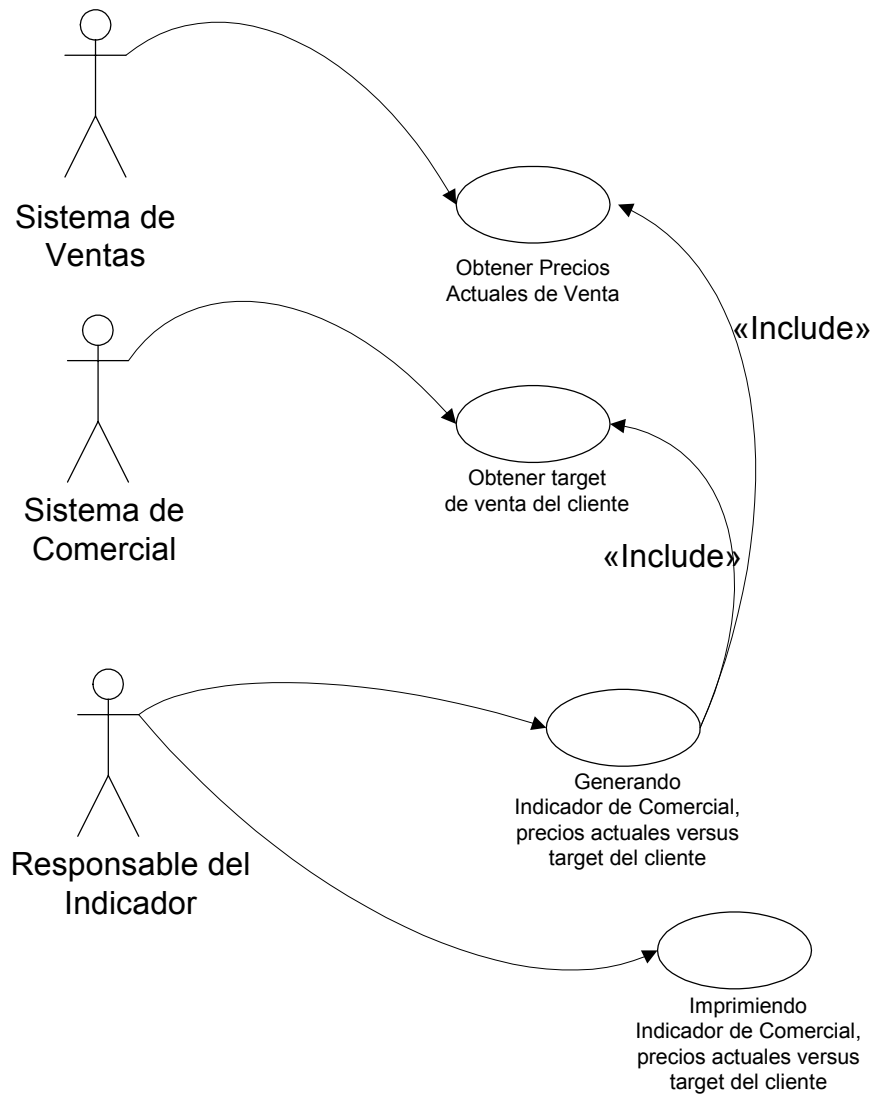 Sistema de
Ventas
Obtener Precios
Actuales de Venta
«Include»
Sistema de
Comercial
Obtener target
de venta del cliente
«Include»
Responsable del
Indicador
Generando
Indicador de Comercial,
precios actuales versus
target del cliente
Imprimiendo
Indicador de Comercial,
precios actuales versus
target del cliente